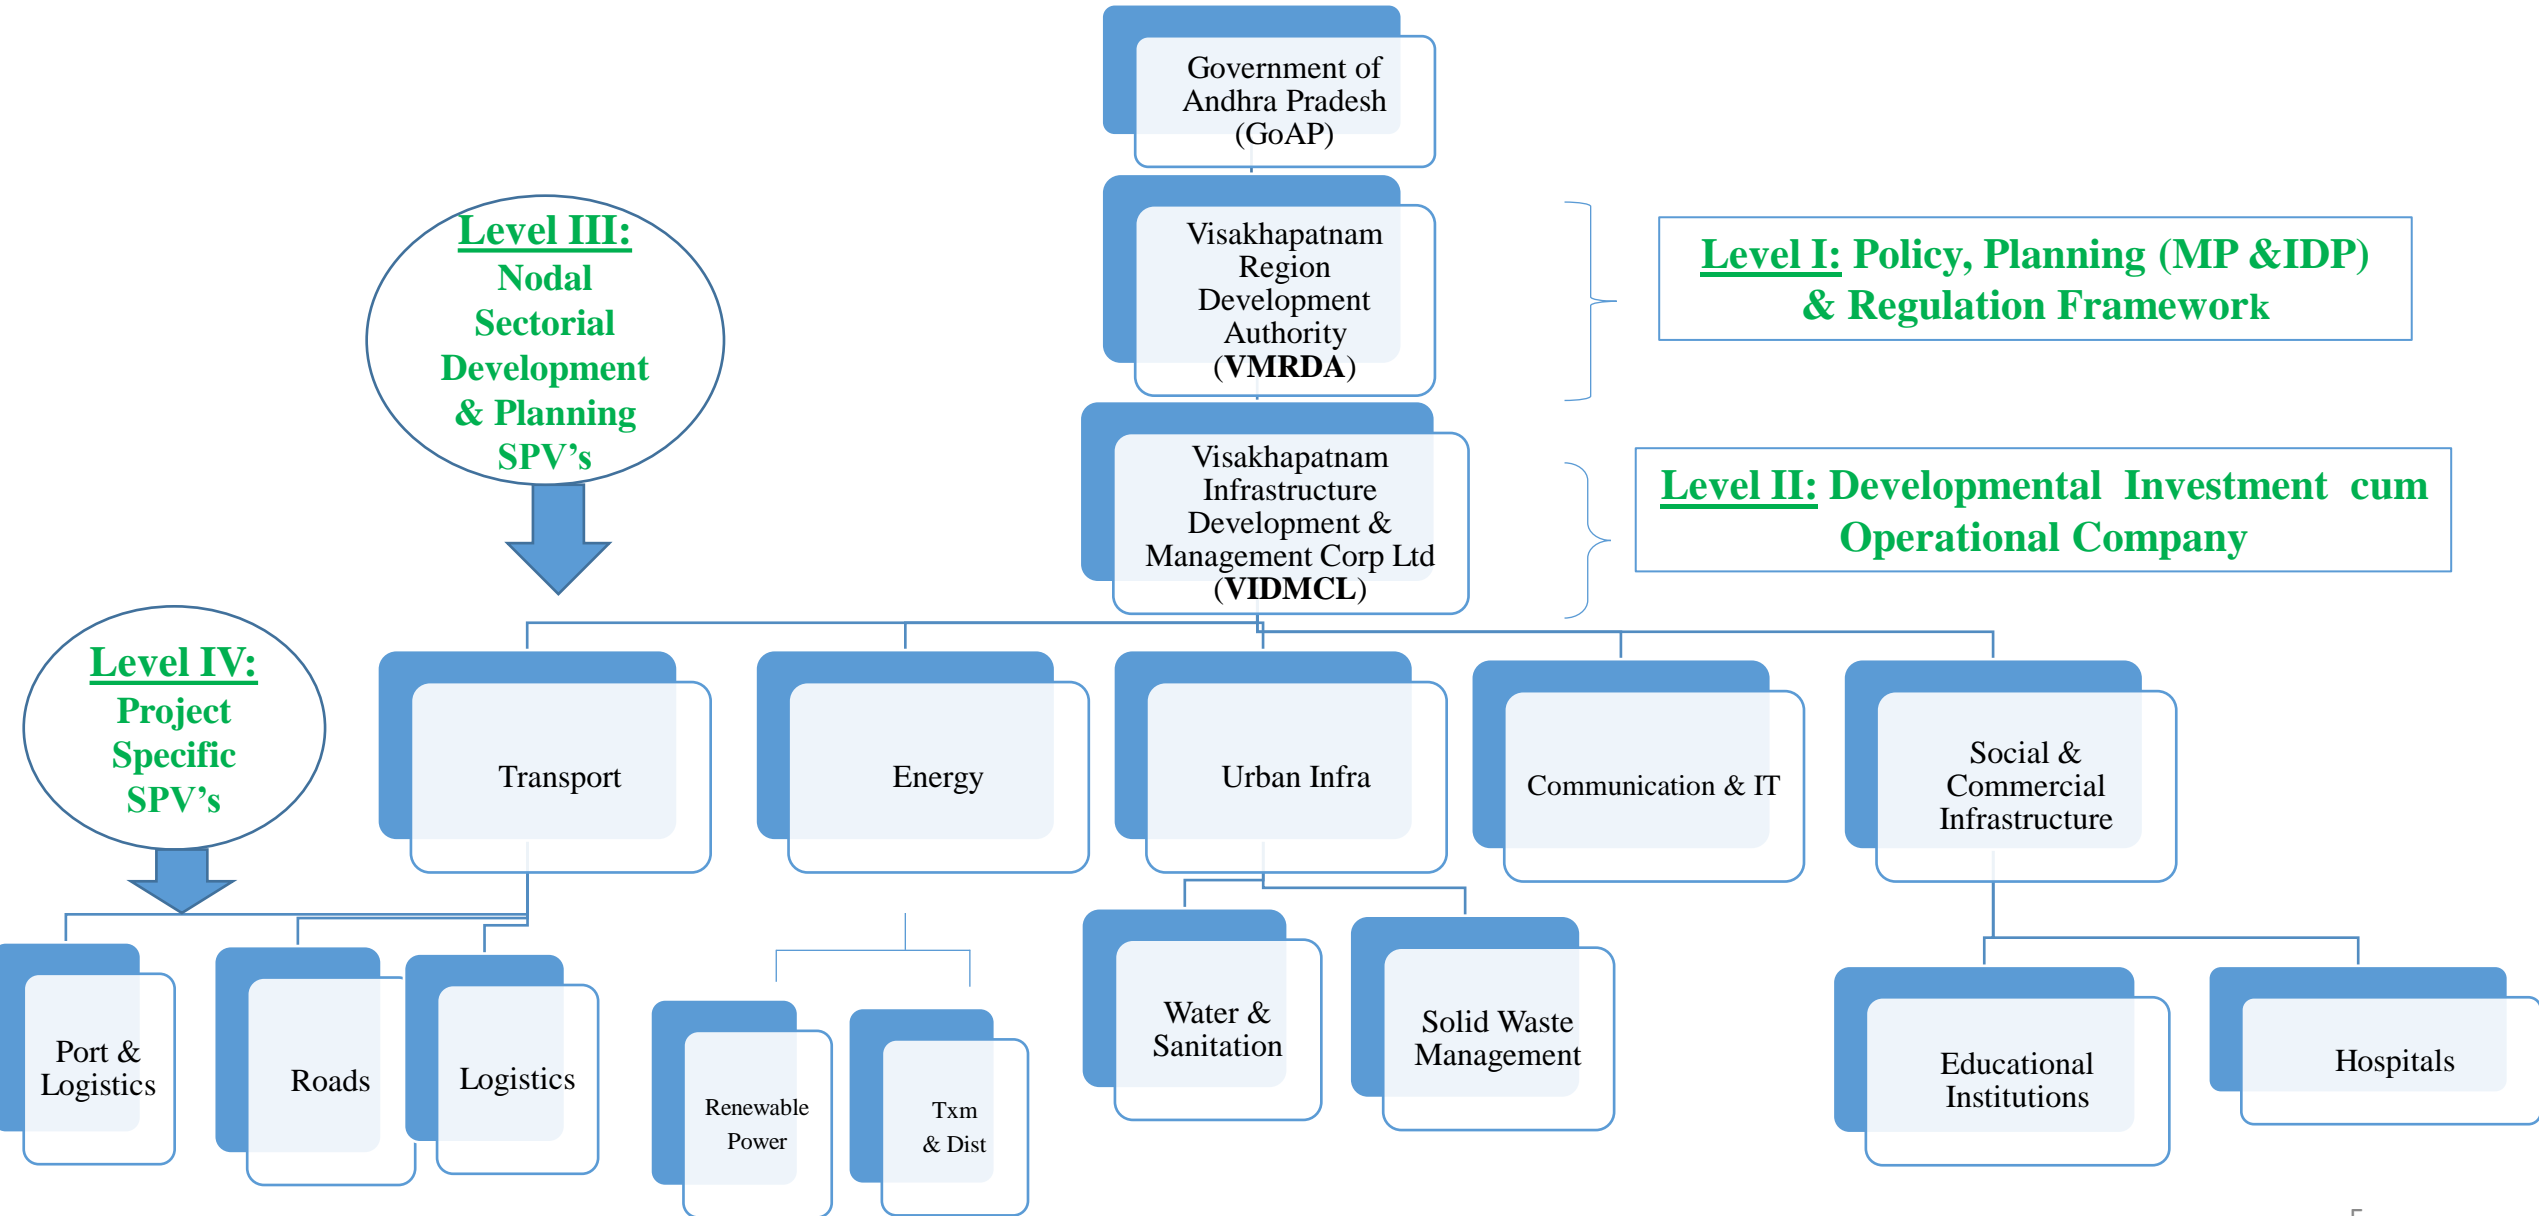 Government of
Andhra Pradesh
(GoAP)
Visakhapatnam
Region
Development
Authority
(VMRDA)
Level I: Policy, Planning (MP &IDP)
& Regulation Framework
Level III:
Nodal
Sectorial
Development
& Planning
SPV’s
Visakhapatnam
Infrastructure
Development &
Management Corp Ltd
(VIDMCL)
Level II: Developmental Investment cum
Operational Company
Level IV:
Project
Specific
SPV’s
Transport
Energy
Urban Infra
Communication & IT
Social &
Commercial
Infrastructure
Port &
Logistics
Roads
Logistics
Renewable
Power
Txm
& Dist
Water &
Sanitation
Solid Waste
Management
Educational
Institutions
Hospitals